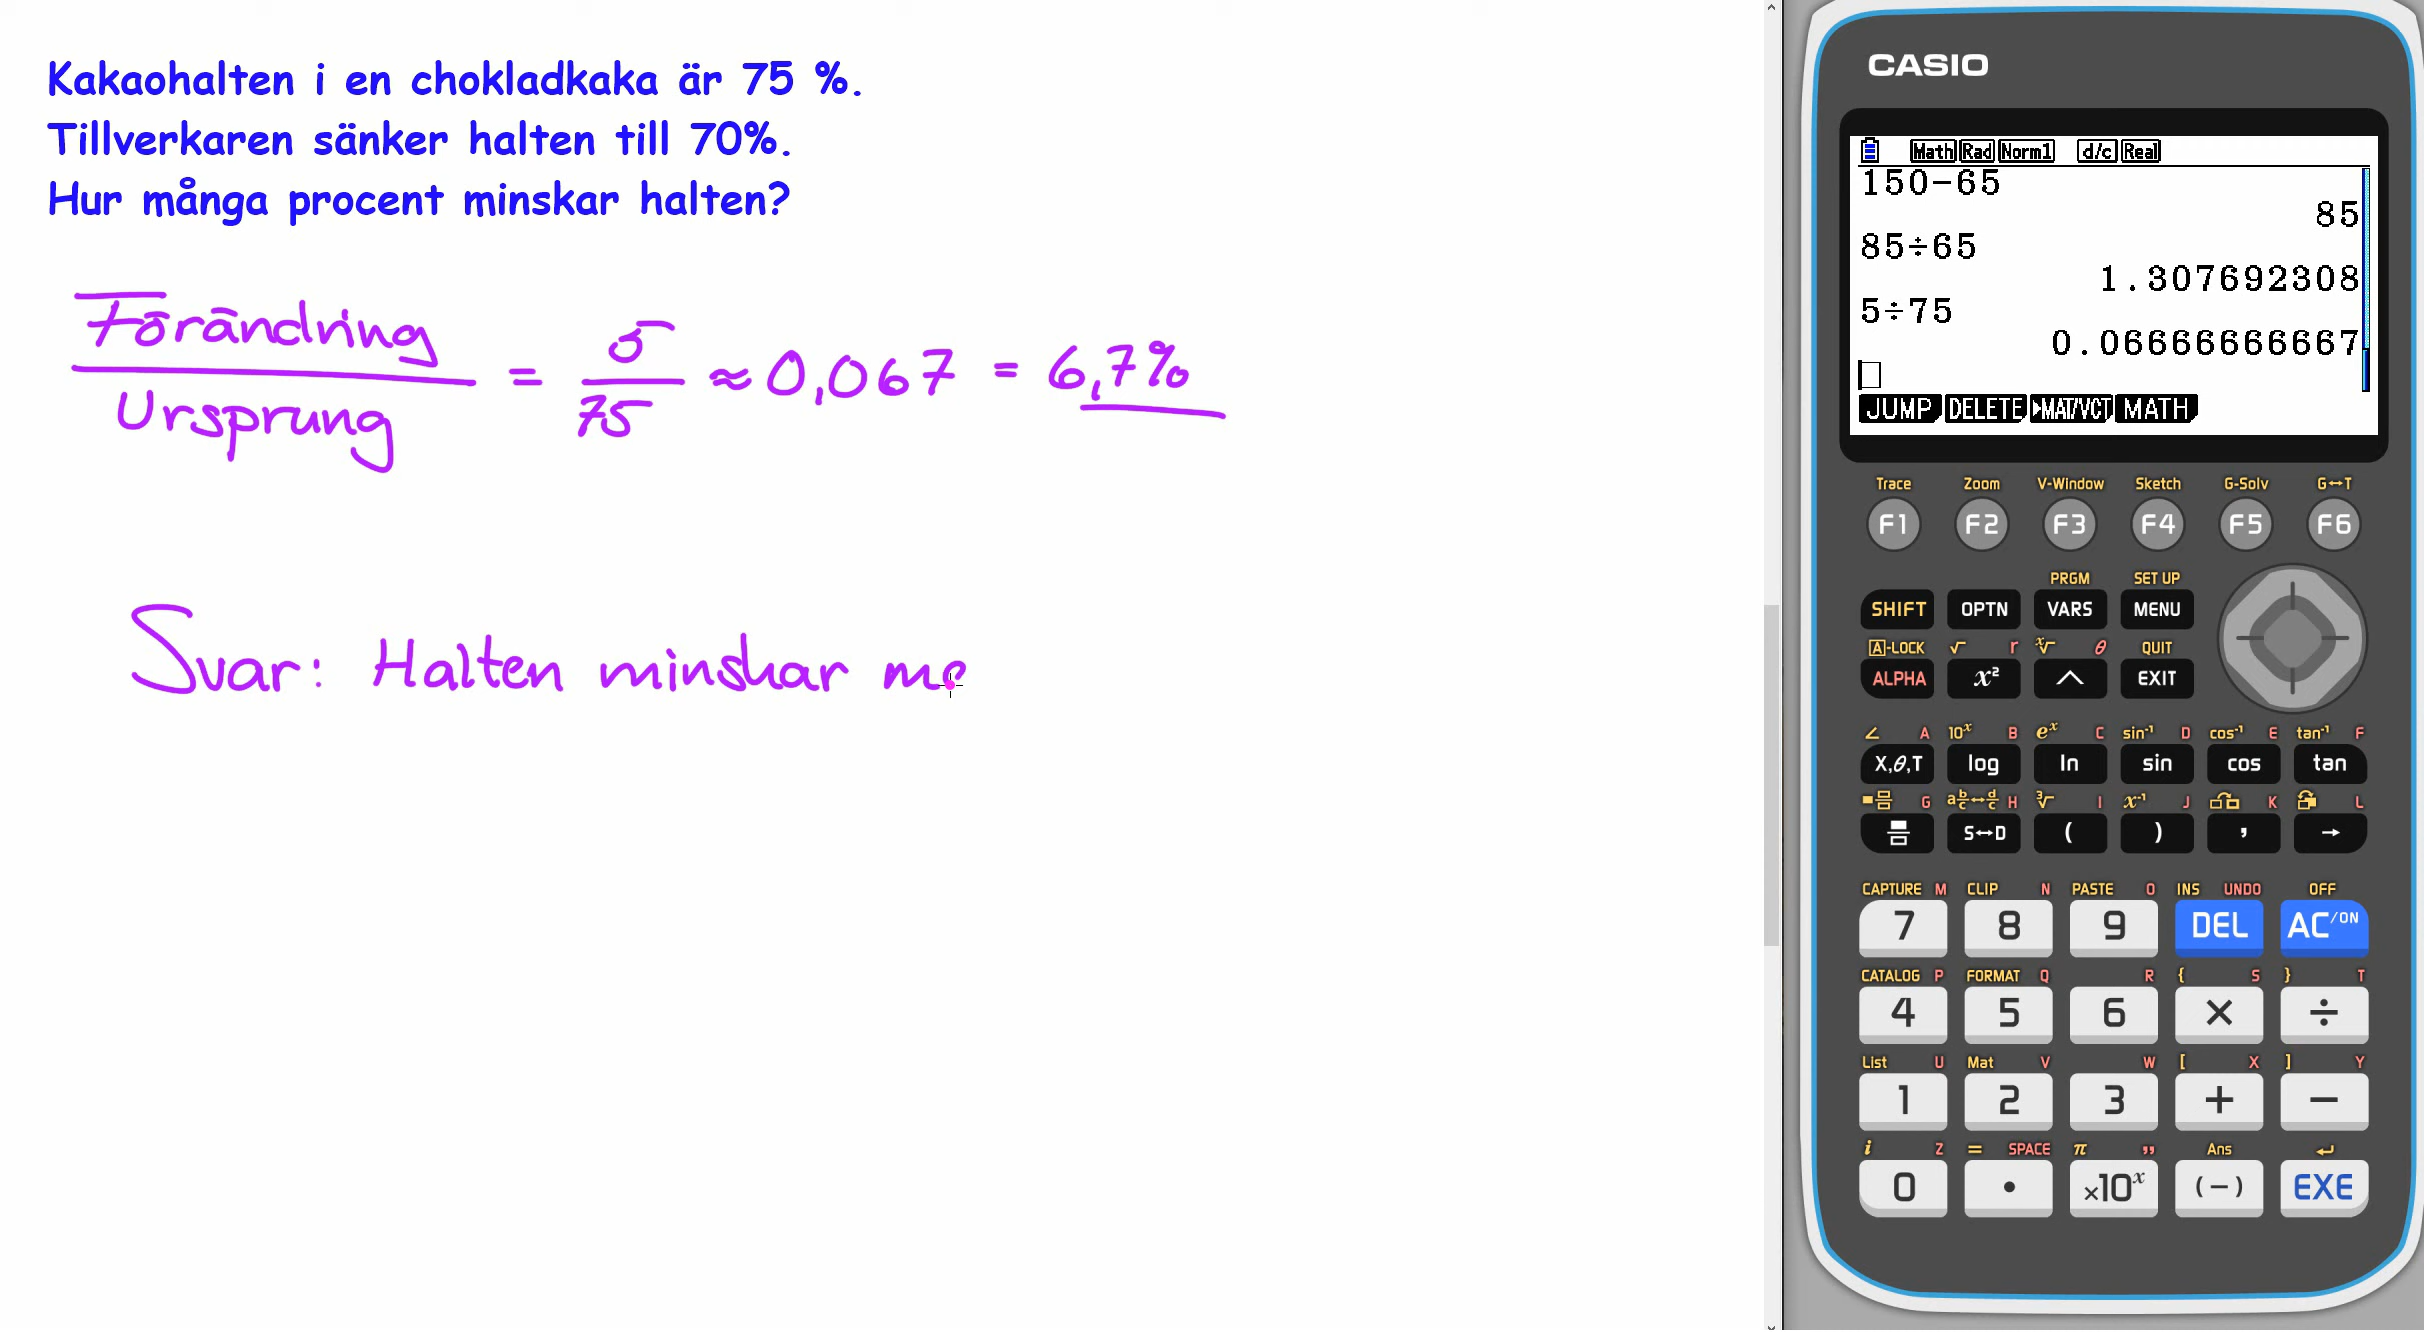 Kakaohalten i en chokladkaka är 75 %.
Tillverkaren sänker halten till 70%.
Hur många procent minskar halten?
Förändring
Ursprung
= 5/75 ≈ 0,067 = 6,7%
Svar: Halten minskar me
CASIO
Math Rad Norm1 d/c Real
150-65
85
85÷65
1.307692308
5÷75
0.06666666667
JUMP DELETE ▶MAT/VCT MATH
Trace Zoom V-Window Sketch G-Solv G↔T
F1 F2 F3 F4 F5 F6
PRGM SET UP
SHIFT OPTN VARS MENU
A-LOCK √ r ˣ√ θ QUIT
ALPHA x² ^ EXIT
∠ A 10ˣ B eˣ C sin⁻¹ D cos⁻¹ E tan⁻¹ F
X,θ,T log ln sin cos tan
G a b/c↔d/c H ³√ I x⁻¹ J K L
S↔D ( ) , →
CAPTURE M CLIP N PASTE O INS UNDO OFF
7 8 9 DEL AC/ON
CATALOG P FORMAT Q R { S } T
4 5 6 × ÷
List U Mat V W [ X ] Y
1 2 3 + −
i Z = SPACE π ” Ans ↵
0 • ×10ˣ (−) EXE